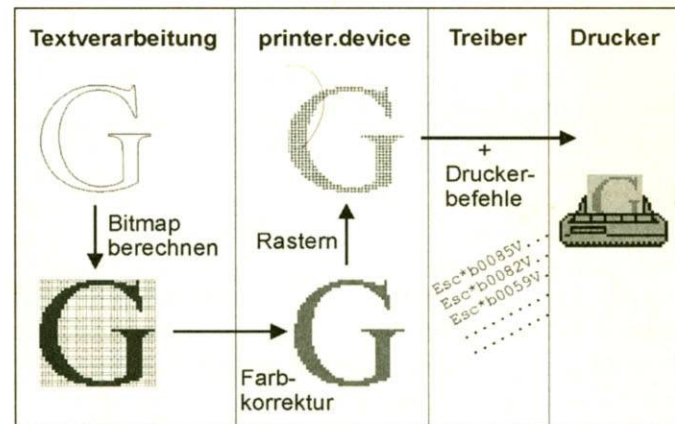 Textverarbeitung
printer.device
Treiber
Drucker
G
G
G
Bitmap
berechnen
Rastern
Farb-
korrektur
+
Drucker-
befehle
Esc*b0085V...
Esc*b0082V..
Esc*b0059V.
..........
........
G